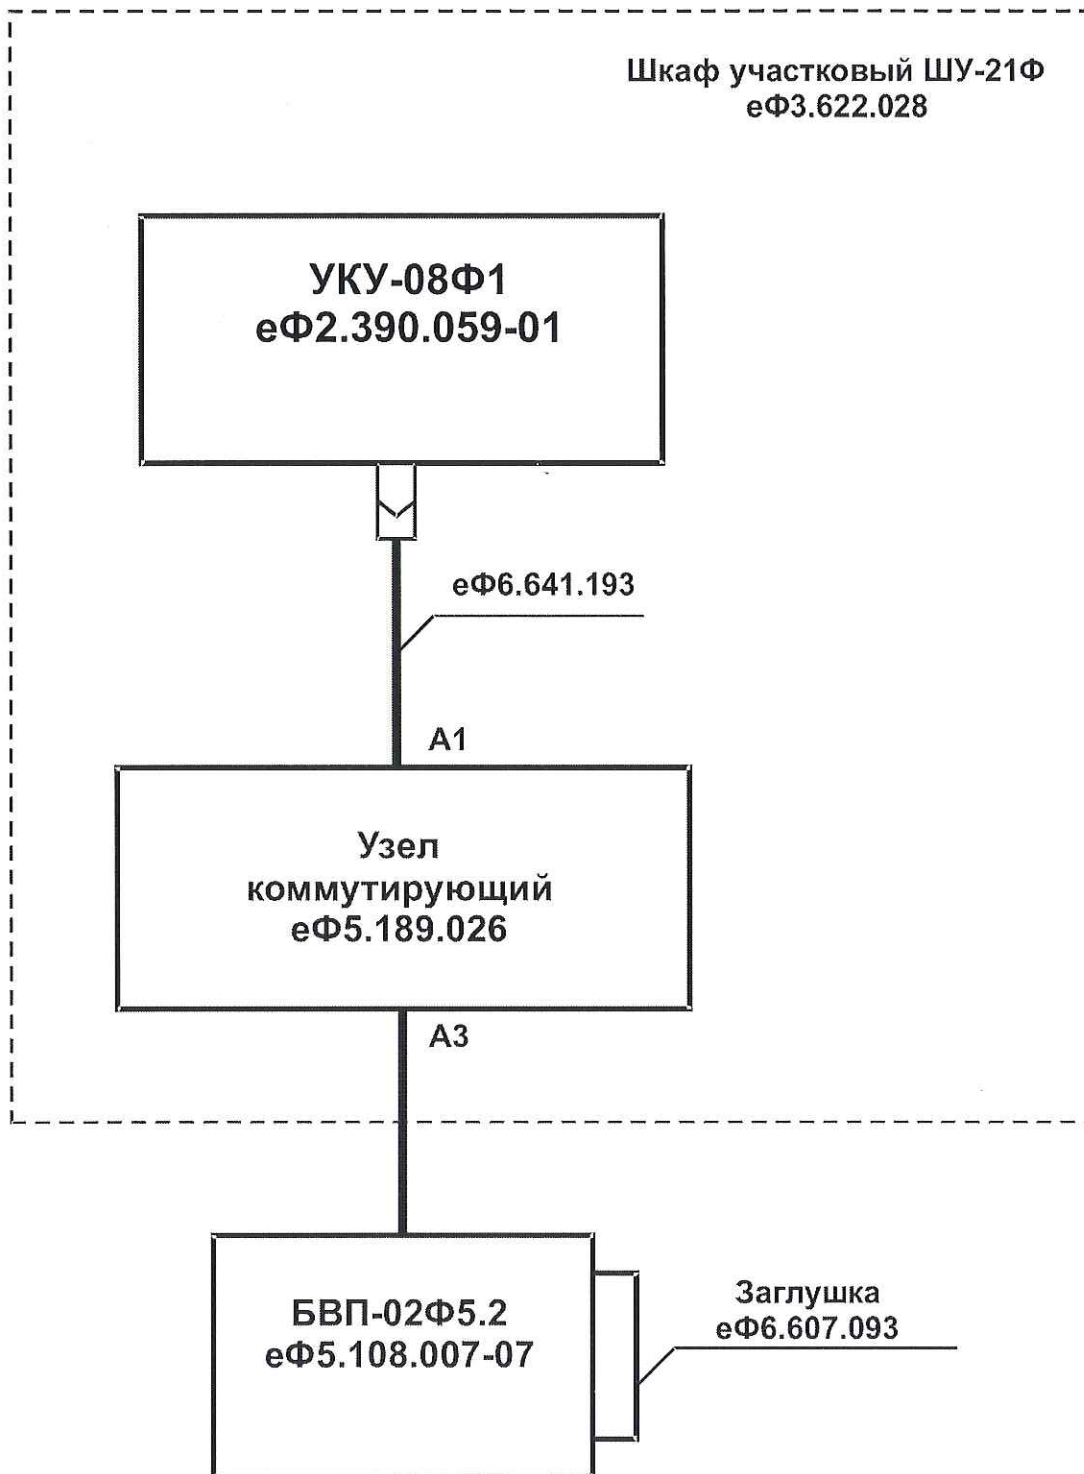 Шкаф участковый ШУ-21Ф
еФ3.622.028
УКУ-08Ф1
еФ2.390.059-01
еФ6.641.193
А1
Узел
коммутирующий
еФ5.189.026
А3
БВП-02Ф5.2
еФ5.108.007-07
Заглушка
еФ6.607.093